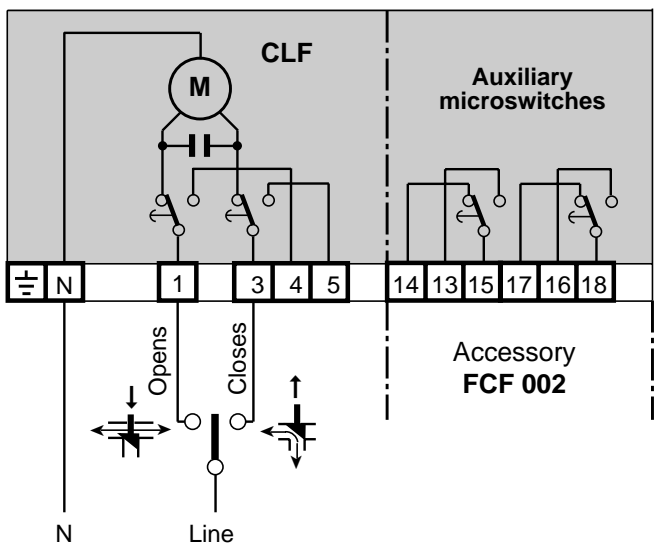 CLF
M
Auxiliary
microswitches
N 1 3 4 5 14 13 15 17 16 18
Opens
Closes
Accessory
FCF 002
N Line